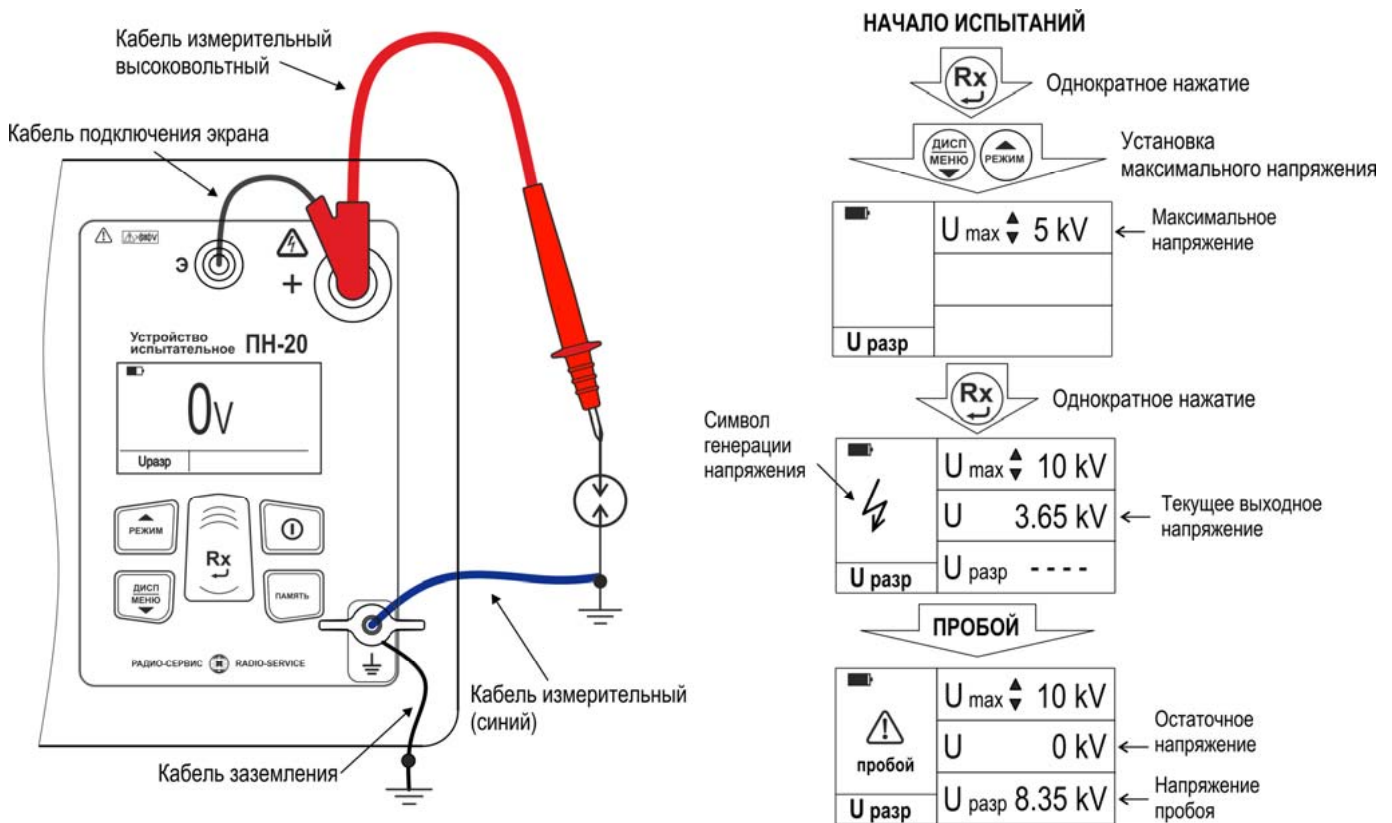 НАЧАЛО ИСПЫТАНИЙ
Кабель измерительный
высоковольтный
Кабель подключения экрана
Э
+
Устройство
испытательное ПН-20
0V
Uразр
РЕЖИМ
Rx
ДИСП
МЕНЮ
ПАМЯТЬ
РАДИО-СЕРВИС RADIO-SERVICE
Кабель измерительный
(синий)
Кабель заземления
Rx
Однократное нажатие
ДИСП
МЕНЮ
РЕЖИМ
Установка
максимального напряжения
U max 5 kV
Максимальное
напряжение
U разр
Rx
Однократное нажатие
Символ
генерации
напряжения
U max 10 kV
U 3.65 kV
Текущее выходное
напряжение
U разр
U разр ----
ПРОБОЙ
U max 10 kV
пробой
U 0 kV
Остаточное
напряжение
U разр
U разр 8.35 kV
Напряжение
пробоя